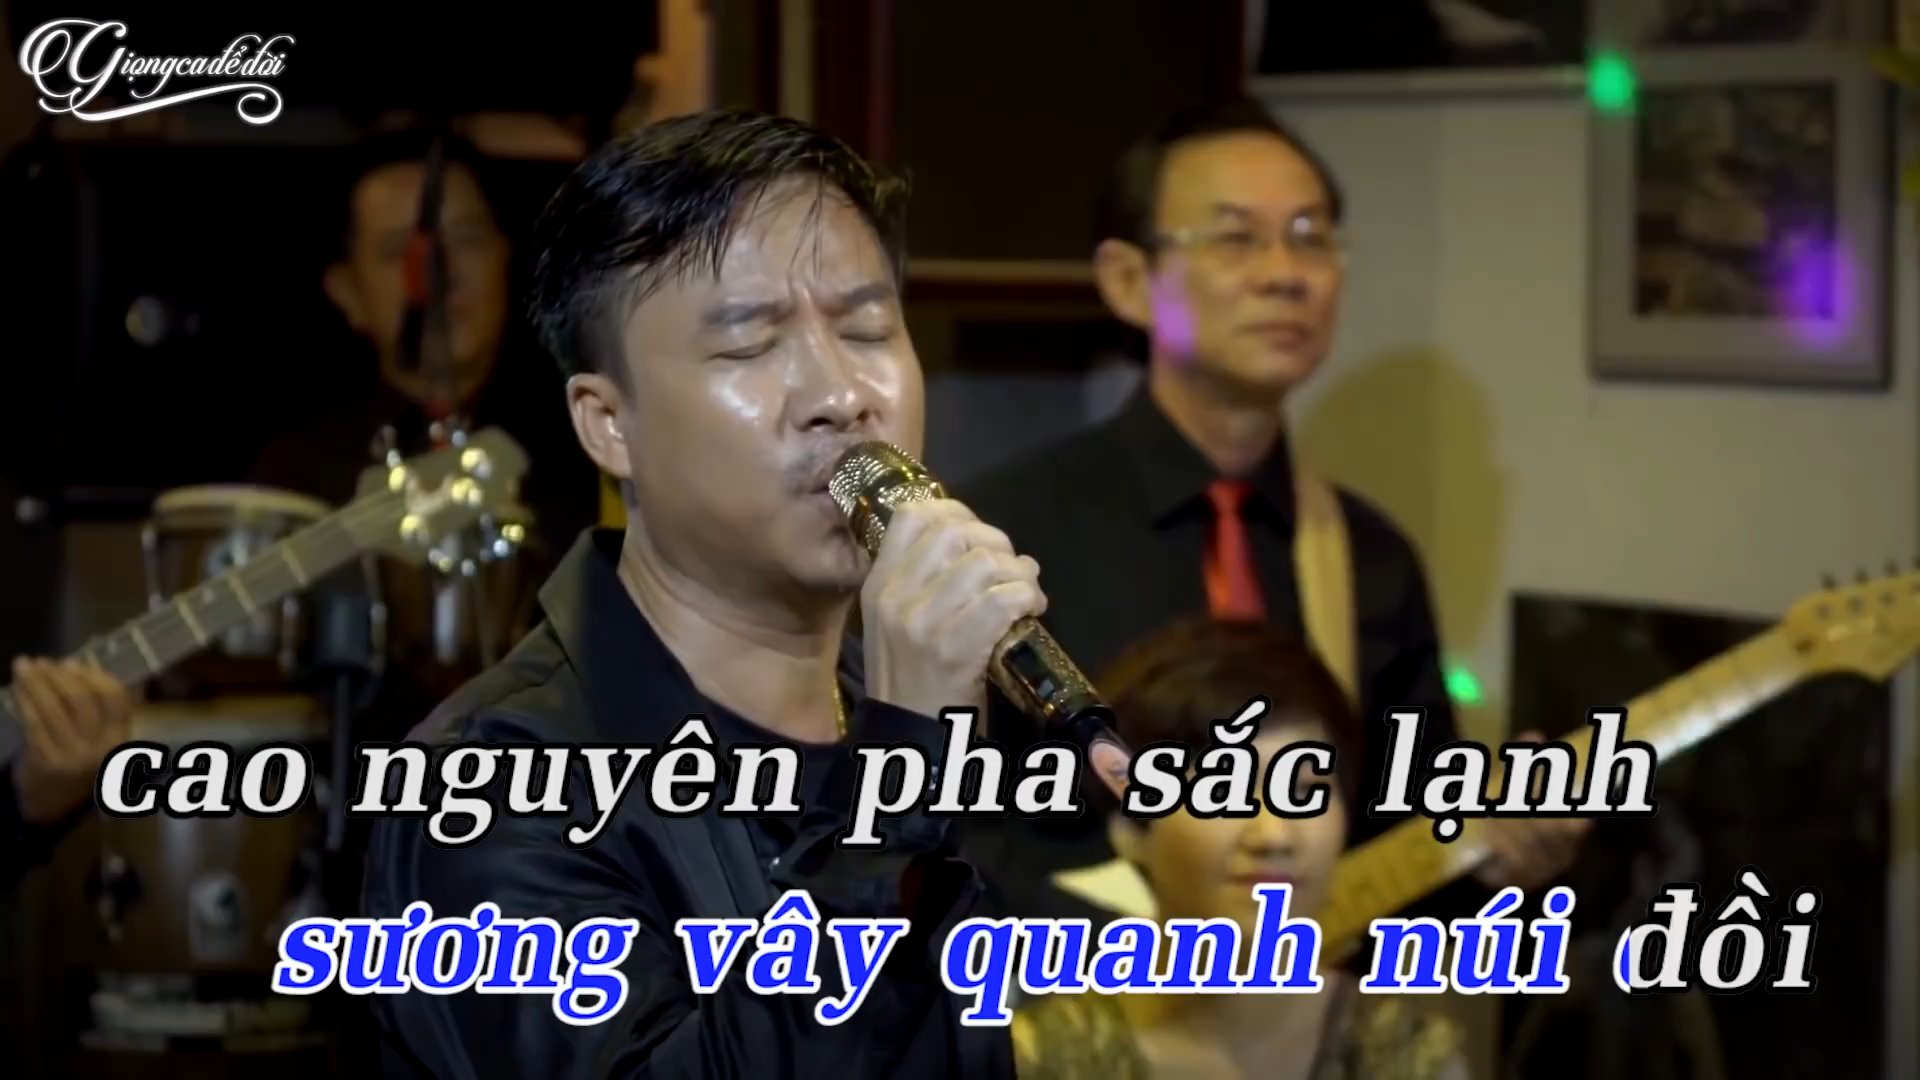 Giọngcađểđời
cao nguyên pha sắc lạnh
sương vây quanh núi đồi